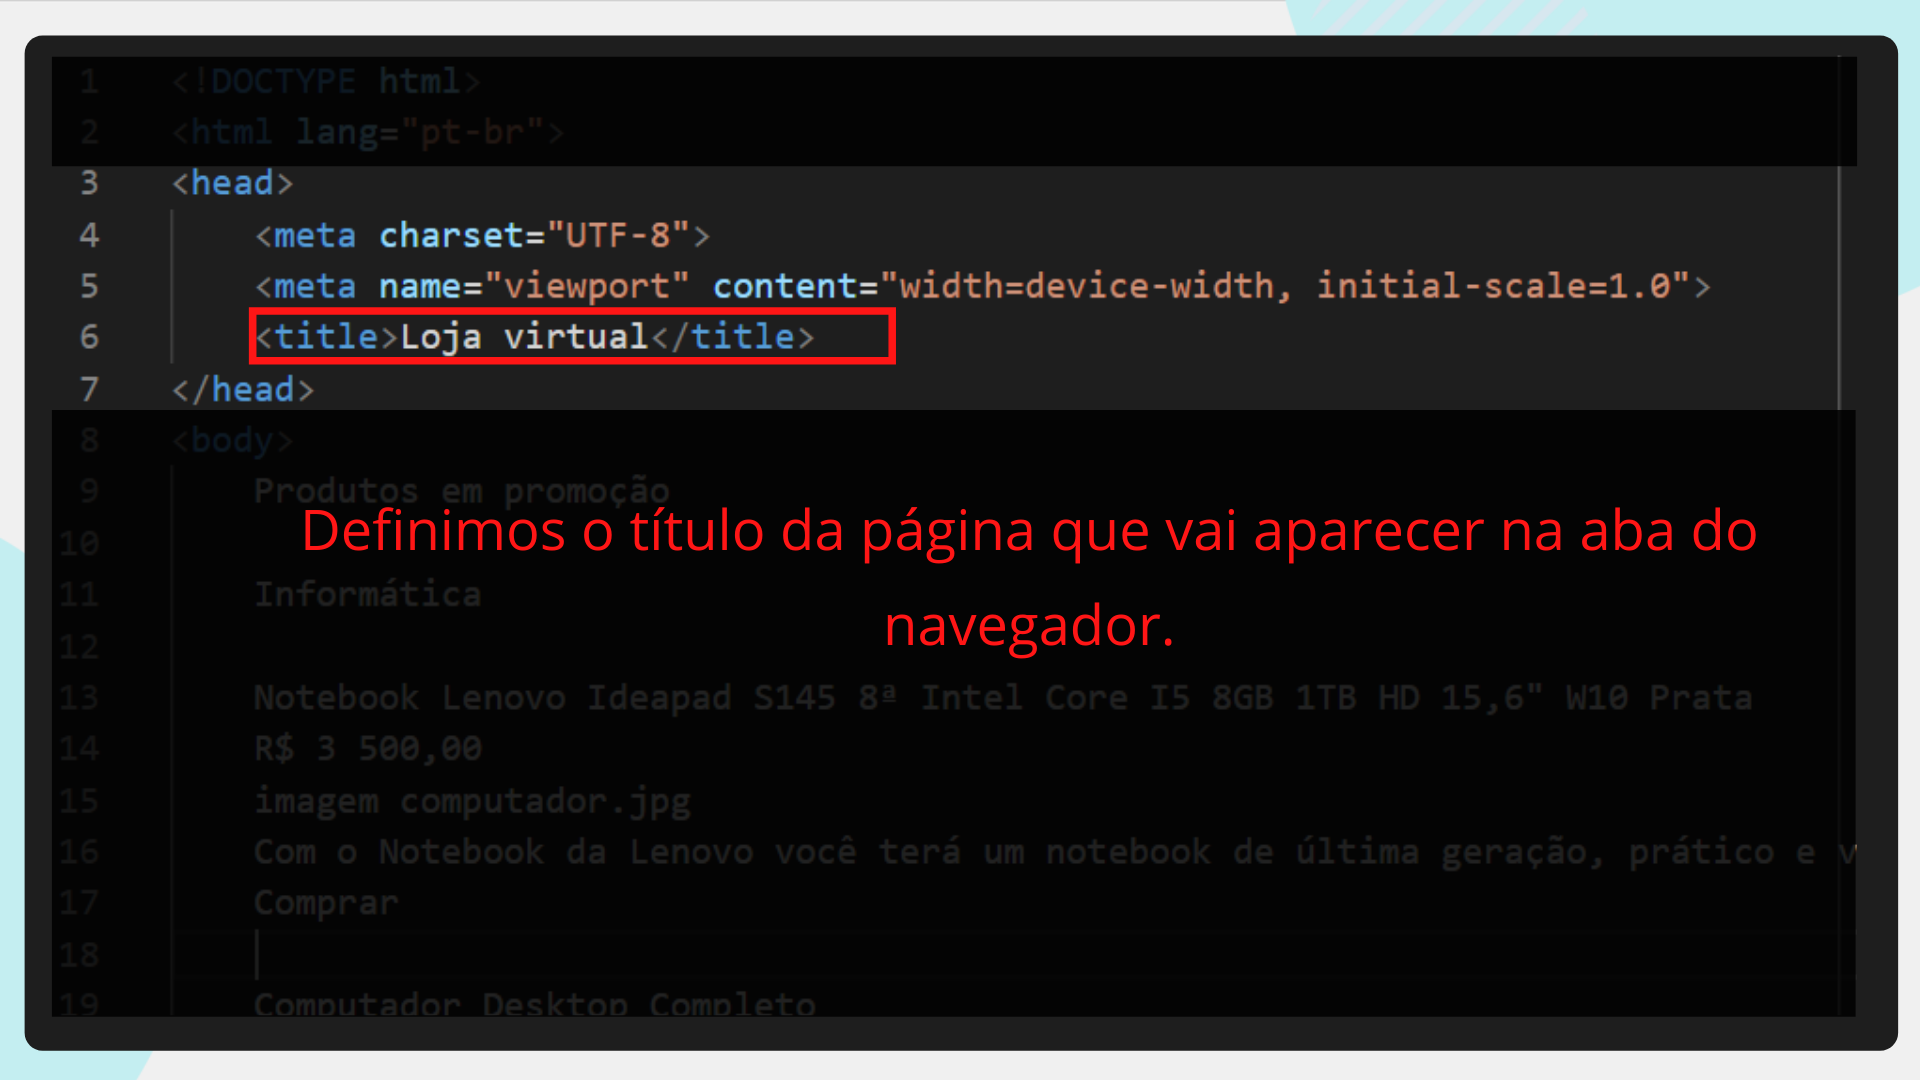 1 <!DOCTYPE html>
2 <html lang="pt-br">
3 <head>
4 <meta charset="UTF-8">
5 <meta name="viewport" content="width=device-width, initial-scale=1.0">
6 <title>Loja virtual</title>
7 </head>
8 <body>
9 Produtos em promoção
Definimos o título da página que vai aparecer na aba do
10
11 Informática
navegador.
12
13 Notebook Lenovo Ideapad S145 8ª Intel Core I5 8GB 1TB HD 15,6" W10 Prata
14 R$ 3 500,00
15 imagem computador.jpg
16 Com o Notebook da Lenovo você terá um notebook de última geração, prático e v
17 Comprar
18
19 Computador Desktop Completo